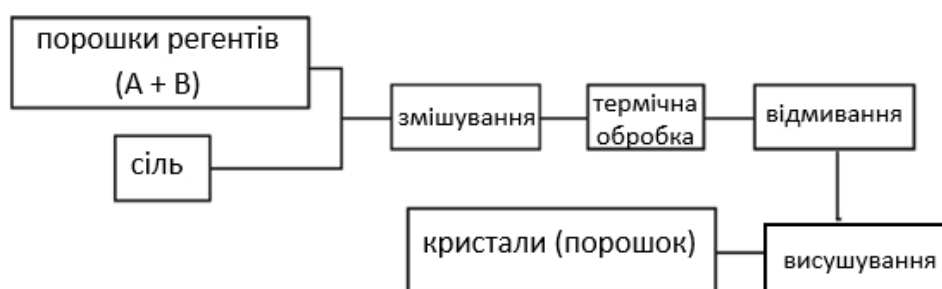 порошки регентів
(А + В)
сіль
змішування
термічна
обробка
відмивання
кристали (порошок)
висушування